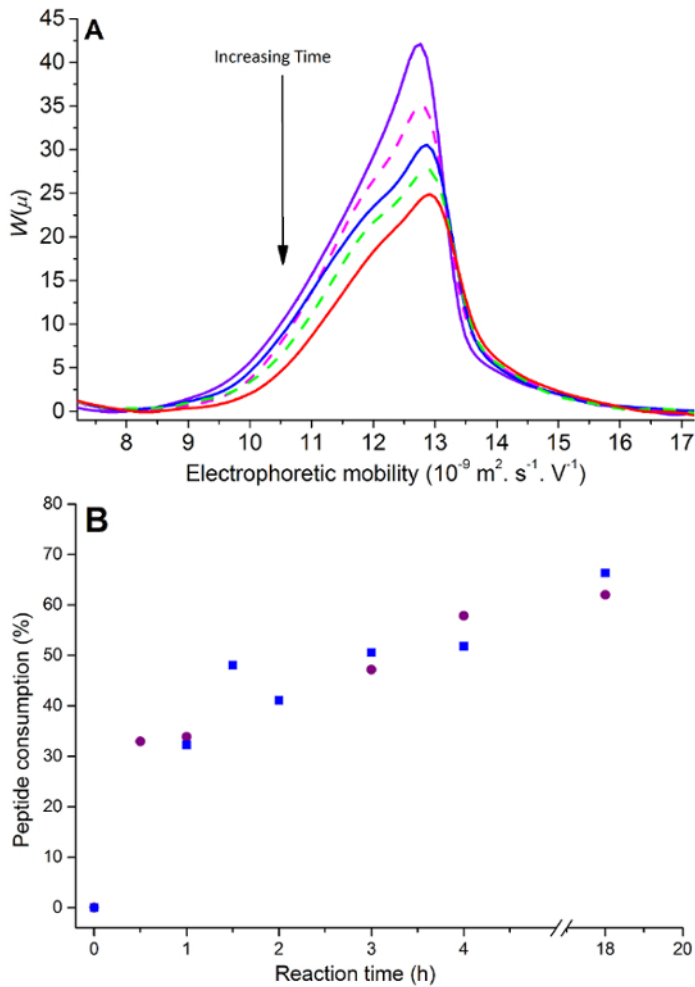 A
Increasing Time
45
40
35
30
25
20
15
10
5
0
W(μ)
8 9 10 11 12 13 14 15 16 17
Electrophoretic mobility (10⁻⁹ m². s⁻¹. V⁻¹)
B
80
70
60
50
40
30
20
10
0
Peptide consumption (%)
0 1 2 3 4 18 20
Reaction time (h)